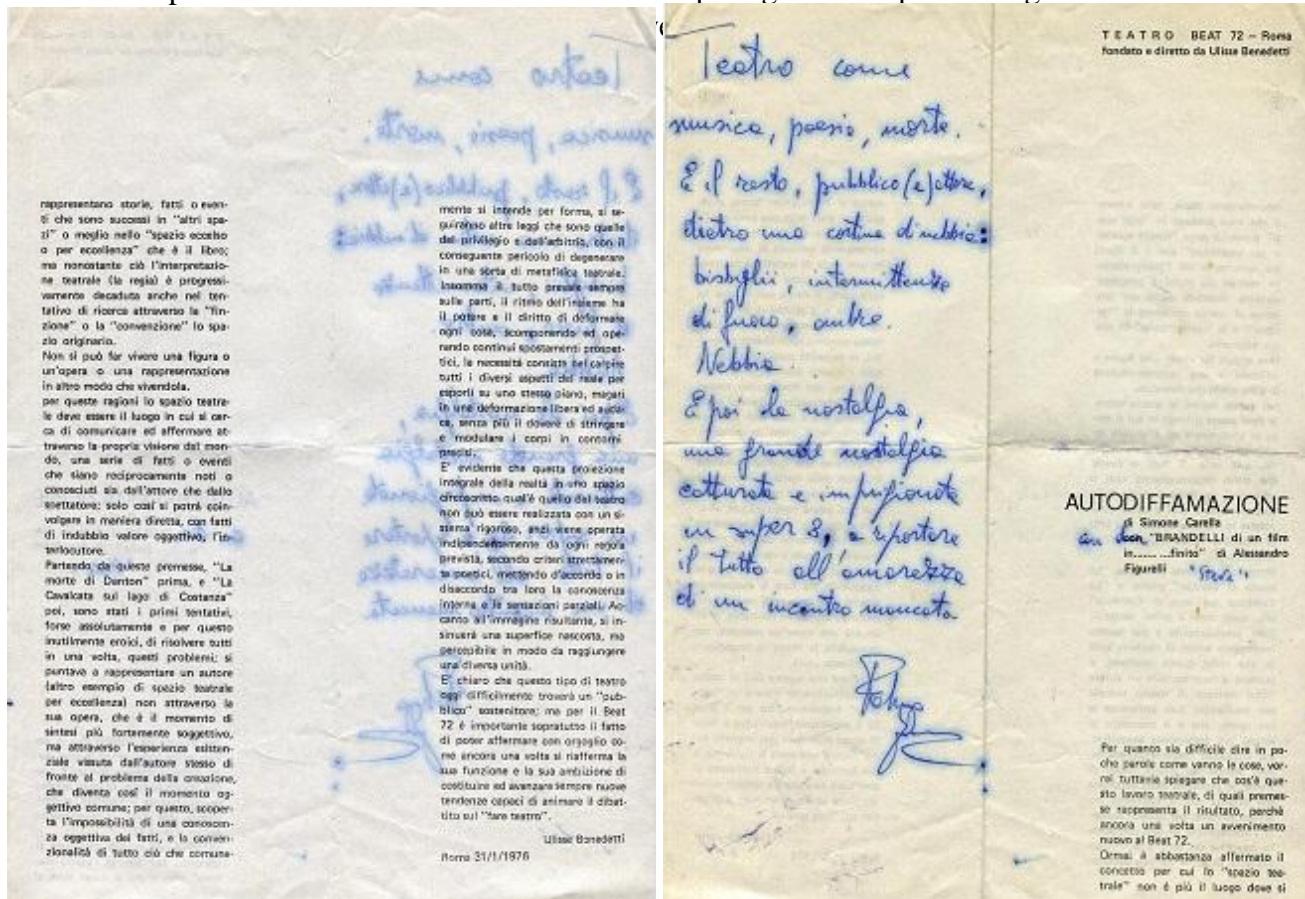 rappresentano storie, fatti o even-
ti che sono successi in "altri spa-
zi" o meglio nello "spazio eccelso
o per eccellenza" che è il libro;
ma nonostante ciò l'interpretazio-
ne teatrale (la regia) è progressi-
vamente decaduta anche nel ten-
tativo di ricerca attraverso la "fin-
zione" o la "convenzione" lo spa-
zio originario.
Non si può far vivere una figura o
un'opera o una rappresentazione
in altro modo che vivendola.
per queste ragioni lo spazio teatra-
le deve essere il luogo in cui si cer-
ca di comunicare ed affermare at-
traverso la propria visione del mon-
do, una serie di fatti o eventi
che siano reciprocamente noti o
conosciuti sia dall'attore che dallo
spettatore; solo così si potrà coin-
volgere in maniera diretta, con fatti
di indubbio valore oggettivo, l'in-
terlocutore.
Partendo da queste premesse, "La
morte di Danton" prima, e "La
Cavalcata sul lago di Costanza"
poi, sono stati i primi tentativi,
forse assolutamente e per questo
inutilmente eroici, di risolvere tutti
in una volta, questi problemi; si
puntava a rappresentare un autore
(altro esempio di spazio teatrale
per eccellenza) non attraverso la
sua opera, che è il momento di
sintesi più fortemente soggettivo,
ma attraverso l'esperienza esisten-
ziale vissuta dall'autore stesso di
fronte al problema della creazione,
che diventa così il momento og-
gettivo comune; per questo, scoper-
ta l'impossibilità di una conoscen-
za oggettiva dei fatti, e la conven-
zionalità di tutto ciò che comune-
mente si intende per forma, si se-
guiranno altre leggi che sono quelle
del privilegio e dell'arbitrio, con il
conseguente pericolo di degenerare
in una sorta di metafisica teatrale.
Insomma il tutto prevale sempre
sulle parti, il ritmo dell'insieme ha
il potere e il diritto di deformare
ogni cosa, scomponendo ed ope-
rando continui spostamenti prospet-
tici, la necessità consiste nel carpire
tutti i diversi aspetti del reale per
esporli su uno stesso piano, magari
in una deformazione libera ed auda-
ce, senza più il dovere di stringere
e modulare i corpi in contorni
precisi.
E' evidente che questa proiezione
integrale della realtà in uno spazio
circoscritto qual'è quello del teatro
non può essere realizzata con un si-
stema rigoroso, anzi viene operata
indipendentemente da ogni regola
prevista, secondo criteri strettamen-
te poetici, mettendo d'accordo o in
disaccordo tra loro la conoscenza
interna e le sensazioni parziali. Ac-
canto all'immagine risultante, si in-
sinuerà una superfice nascosta, ma
percepibile in modo da raggiungere
una diversa unità.
E' chiaro che questo tipo di teatro
oggi difficilmente troverà un "pub-
blico" sostenitore; ma per il Beat
72 è importante sopratutto il fatto
di poter affermare con orgoglio co-
me ancora una volta si riafferma la
sua funzione e la sua ambizione di
costituire ed avanzare sempre nuove
tendenze capaci di animare il dibat-
tito sul "fare teatro".
Ulisse Benedetti
Roma 31/1/1976
Teatro come
musica, poesia, morte.
E il resto, pubblico (e) attore,
dietro una cortina di nebbia:
bisbiglii, intermittenze
di fuoco, ombre.
Nebbia.
E poi la nostalgia,
una grande nostalgia
catturata e imprigionata
in super 8, a riportare
il tutto all'amarezza
di un incontro mancato
TEATRO BEAT 72 – Roma
fondato e diretto da Ulisse Benedetti
AUTODIFFAMAZIONE
di Simone Carella
con "BRANDELLI di un film
in...... ...finito" di Alessandro
Figurelli
Per quanto sia difficile dire in po-
che parole come vanno le cose, vor-
rei tuttavia spiegare che cos'è que-
sto lavoro teatrale, di quali premes-
se rappresenta il risultato, perchè
ancora una volta un avvenimento
nuovo al Beat 72.
Ormai è abbastanza affermato il
concetto per cui lo "spazio tea-
trale" non è più il luogo dove si